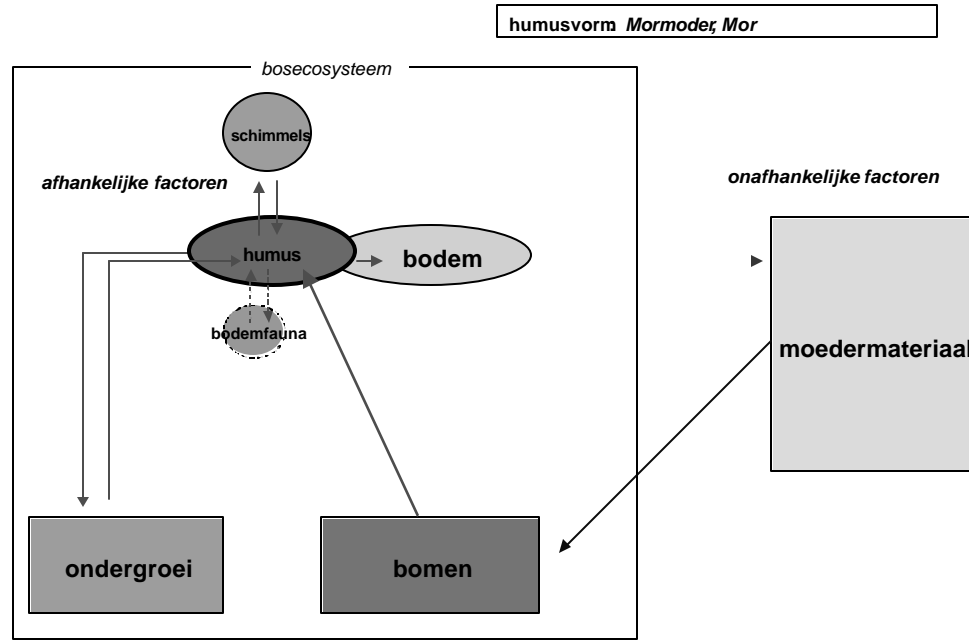 humusvorm: Mormoder, Mor
bosecosysteem
schimmels
afhankelijke factoren
onafhankelijke factoren
humus
bodem
bodemfauna
moedermateriaal
ondergroei
bomen